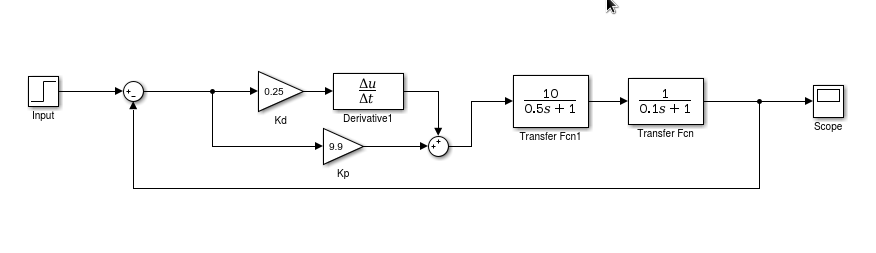 Input
+
−
0.25
Kd
Δu
Δt
Derivative1
9.9
Kp
+
+
10
0.5s + 1
Transfer Fcn1
1
0.1s + 1
Transfer Fcn
Scope